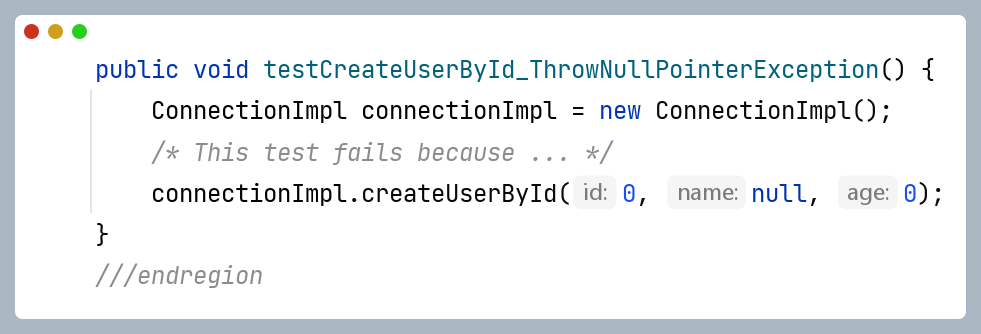 public void testCreateUserById_ThrowNullPointerException() {
ConnectionImpl connectionImpl = new ConnectionImpl();
/* This test fails because ... */
connectionImpl.createUserById( id: 0, name: null, age: 0);
}
///endregion